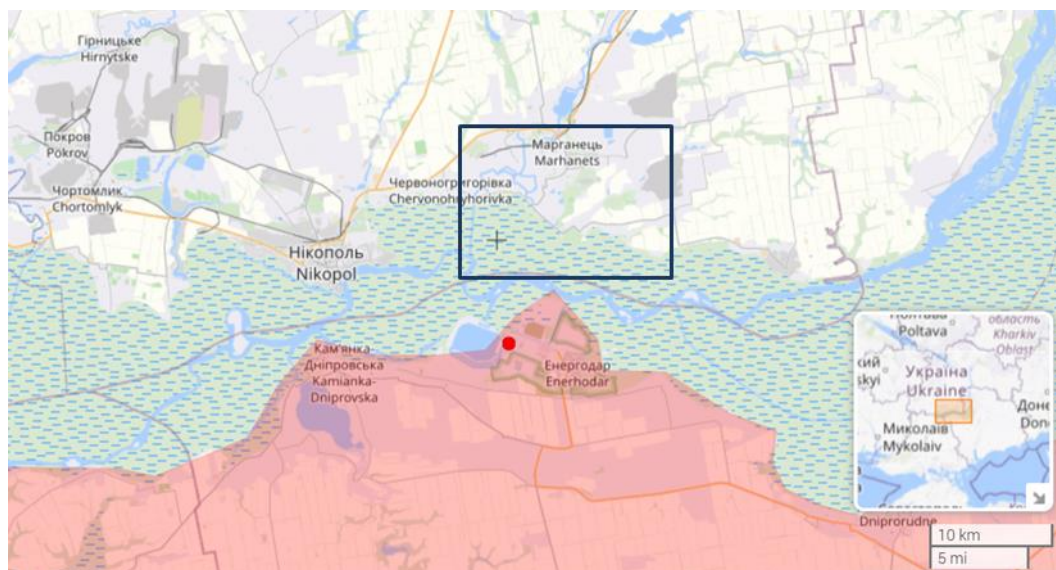 Гірницьке
Hirnytske
Покров
Pokrov
Чортомлик
Chortomlyk
Марганець
Marhanets
Червоногригорівка
Chervonohryhorivka
Нікополь
Nikopol
Кам'янка-
Дніпровська
Kamianka-
Dniprovska
Енергодар
Enerhodar
Poltava
область
Kharkiv
Oblast
Україна
Ukraine
Миколаїв
Mykolaiv
Dniprorudne
10 km
5 mi